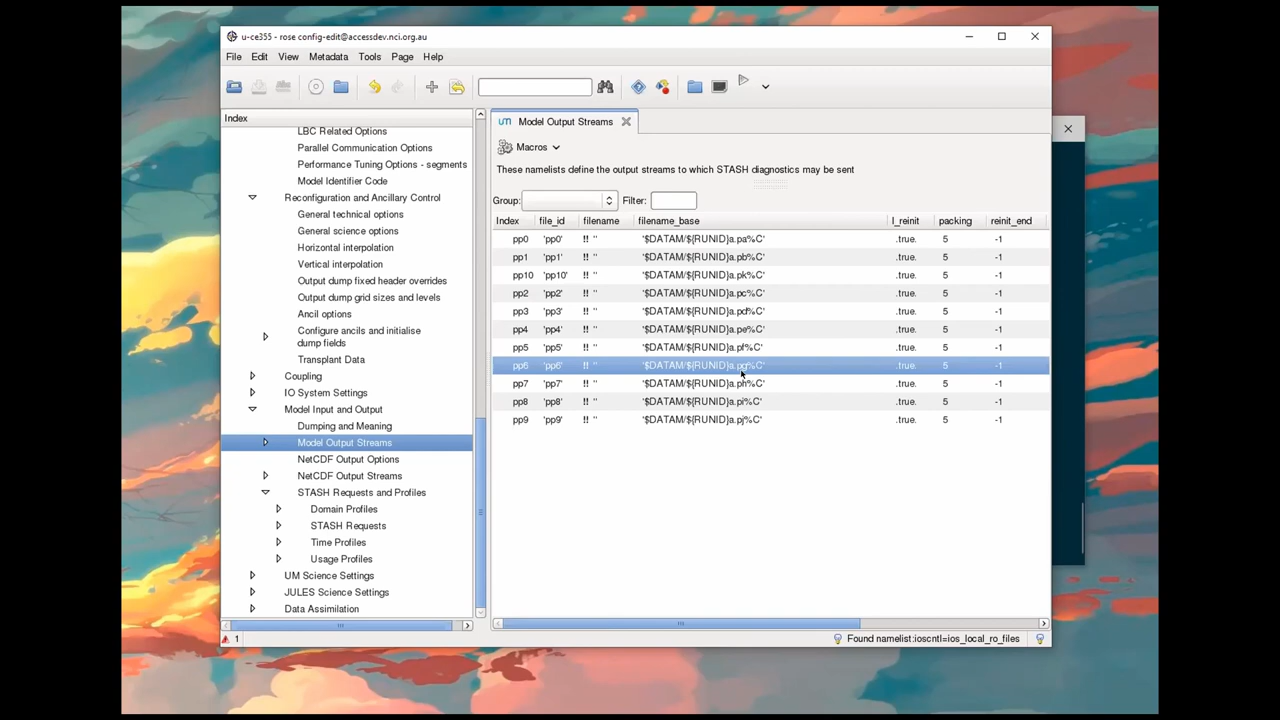 u-ce355 - rose config-edit@accessdev.nci.org.au
File Edit View Metadata Tools Page Help
Index
LBC Related Options
Parallel Communication Options
Performance Tuning Options - segments
Model Identifier Code
Reconfiguration and Ancillary Control
General technical options
General science options
Horizontal interpolation
Vertical interpolation
Output dump fixed header overrides
Output dump grid sizes and levels
Ancil options
Configure ancils and initialise
dump fields
Transplant Data
Coupling
IO System Settings
Model Input and Output
Dumping and Meaning
Model Output Streams
NetCDF Output Options
NetCDF Output Streams
STASH Requests and Profiles
Domain Profiles
STASH Requests
Time Profiles
Usage Profiles
UM Science Settings
JULES Science Settings
Data Assimilation
um Model Output Streams
Macros
These namelists define the output streams to which STASH diagnostics may be sent
Group: Filter:
Index file_id filename filename_base l_reinit packing reinit_end
pp0 'pp0' !! '' '$DATAM/${RUNID}a.pa%C' .true. 5 -1
pp1 'pp1' !! '' '$DATAM/${RUNID}a.pb%C' .true. 5 -1
pp10 'pp10' !! '' '$DATAM/${RUNID}a.pk%C' .true. 5 -1
pp2 'pp2' !! '' '$DATAM/${RUNID}a.pc%C' .true. 5 -1
pp3 'pp3' !! '' '$DATAM/${RUNID}a.pd%C' .true. 5 -1
pp4 'pp4' !! '' '$DATAM/${RUNID}a.pe%C' .true. 5 -1
pp5 'pp5' !! '' '$DATAM/${RUNID}a.pf%C' .true. 5 -1
pp6 'pp6' !! '' '$DATAM/${RUNID}a.pg%C' .true. 5 -1
pp7 'pp7' !! '' '$DATAM/${RUNID}a.ph%C' .true. 5 -1
pp8 'pp8' !! '' '$DATAM/${RUNID}a.pi%C' .true. 5 -1
pp9 'pp9' !! '' '$DATAM/${RUNID}a.pj%C' .true. 5 -1
1
Found namelist:ioscntl=ios_local_ro_files